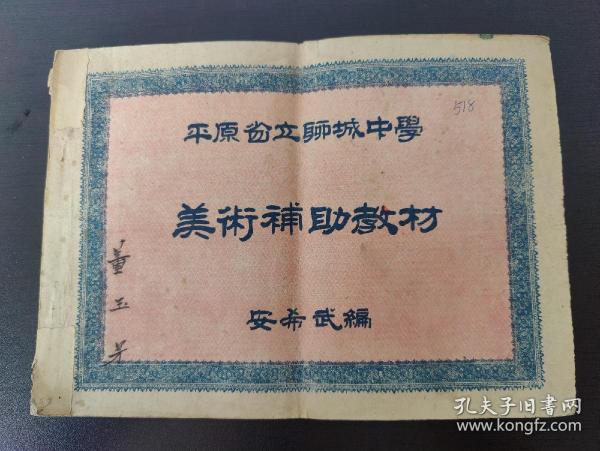 平原省立聊城中學
518
美術補助教材
安希武編
董玉
孔夫子旧书网
www.kongfz.com